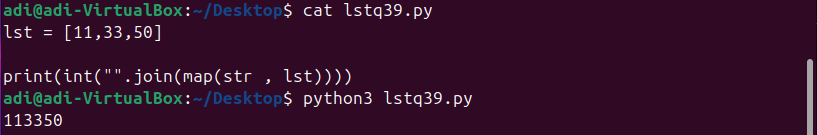 adi@adi-VirtualBox:~/Desktop$ cat lstq39.py
lst = [11,33,50]
print(int("".join(map(str , lst))))
adi@adi-VirtualBox:~/Desktop$ python3 lstq39.py
113350